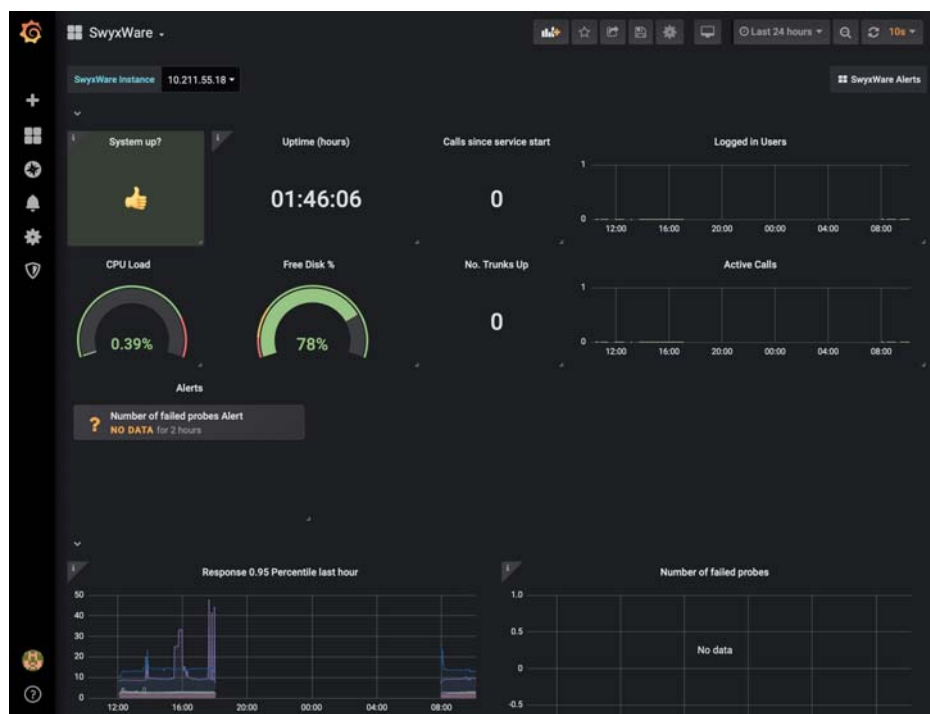 SwyxWare
Last 24 hours
10s
SwyxWare Instance 10.211.55.18
SwyxWare Alerts
System up?
Uptime (hours)
01:46:06
Calls since service start
0
Logged in Users
1
0
12:00 16:00 20:00 00:00 04:00 08:00
CPU Load
0.39%
Free Disk %
78%
No. Trunks Up
0
Active Calls
1
0
12:00 16:00 20:00 00:00 04:00 08:00
Alerts
Number of failed probes Alert
NO DATA for 2 hours
Response 0.95 Percentile last hour
50
40
30
20
10
0
12:00 16:00 20:00 00:00 04:00 08:00
Number of failed probes
1.0
0.5
No data
0
-0.5